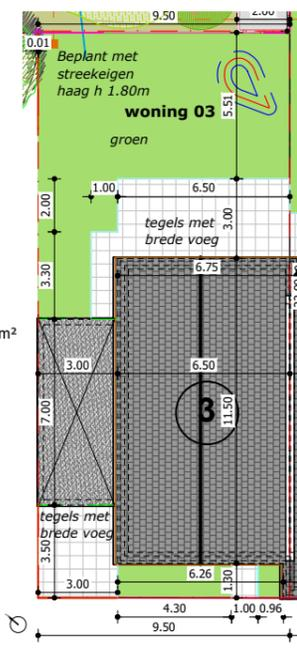 9.50
2.00
0.01
Beplant met
streekeigen
haag h 1.80m
5.51
woning 03
groen
1.00
6.50
2.00
3.00
tegels met
brede voeg
3.30
6.75
m²
3.00
6.50
3
7.00
11.50
tegels met
brede voeg
3.50
6.26
1.30
3.00
4.30
1.00
0.96
9.50